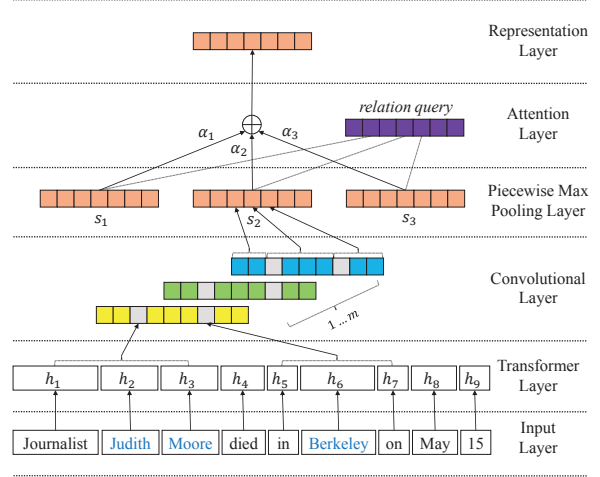 Representation
Layer
relation query
α1
α2
α3
Attention
Layer
s1
s2
s3
Piecewise Max
Pooling Layer
1 ... m
Convolutional
Layer
h1 h2 h3 h4 h5 h6 h7 h8 h9
Transformer
Layer
Journalist Judith Moore died in Berkeley on May 15
Input
Layer